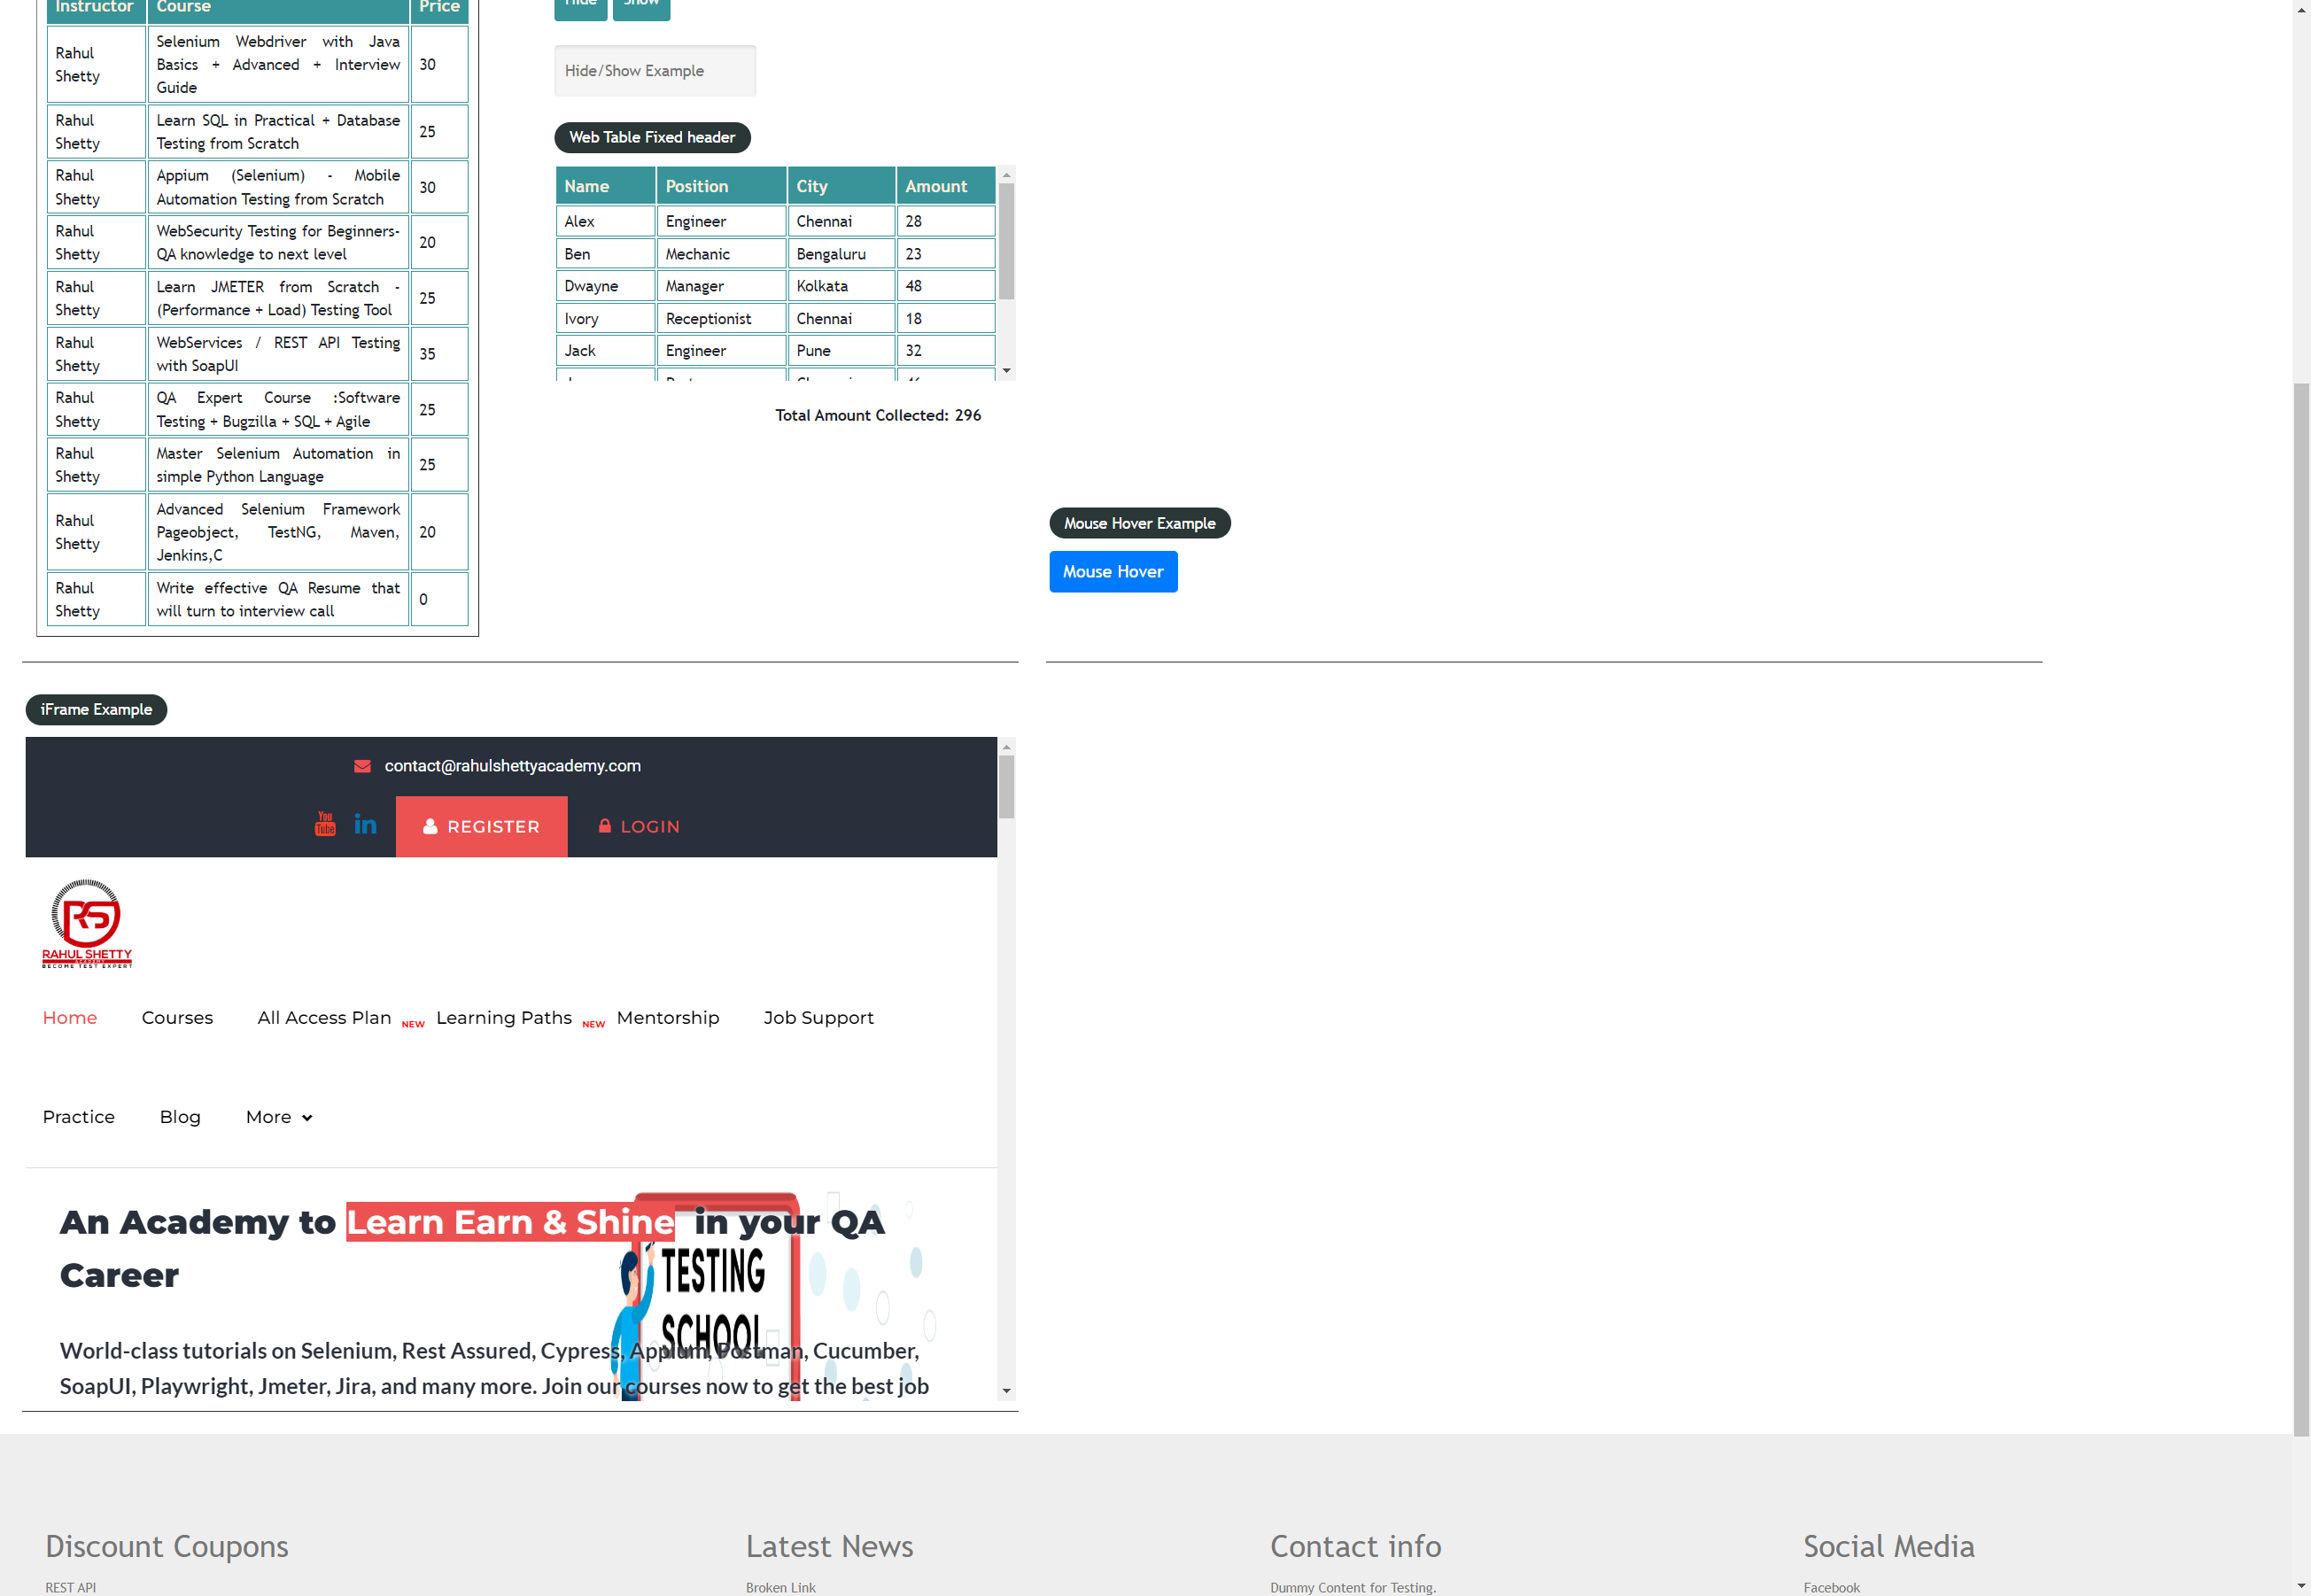 Instructor Course Price
Rahul Shetty
Selenium Webdriver with Java Basics + Advanced + Interview Guide
30
Rahul Shetty
Learn SQL in Practical + Database Testing from Scratch
25
Rahul Shetty
Appium (Selenium) - Mobile Automation Testing from Scratch
30
Rahul Shetty
WebSecurity Testing for Beginners-QA knowledge to next level
20
Rahul Shetty
Learn JMETER from Scratch - (Performance + Load) Testing Tool
25
Rahul Shetty
WebServices / REST API Testing with SoapUI
35
Rahul Shetty
QA Expert Course :Software Testing + Bugzilla + SQL + Agile
25
Rahul Shetty
Master Selenium Automation in simple Python Language
25
Rahul Shetty
Advanced Selenium Framework Pageobject, TestNG, Maven, Jenkins,C
20
Rahul Shetty
Write effective QA Resume that will turn to interview call
0
Hide Show
Hide/Show Example
Web Table Fixed header
Name Position City Amount
Alex Engineer Chennai 28
Ben Mechanic Bengaluru 23
Dwayne Manager Kolkata 48
Ivory Receptionist Chennai 18
Jack Engineer Pune 32
Total Amount Collected: 296
Mouse Hover Example
Mouse Hover
iFrame Example
contact@rahulshettyacademy.com
You Tube in REGISTER LOGIN
RS
RAHUL SHETTY
ACADEMY
BECOME TEST EXPERT
Home Courses All Access Plan NEW Learning Paths NEW Mentorship Job Support
Practice Blog More
An Academy to Learn Earn & Shine in your QA
Career
TESTING
SCHOOL
World-class tutorials on Selenium, Rest Assured, Cypress, Appium, Postman, Cucumber,
SoapUI, Playwright, Jmeter, Jira, and many more. Join our courses now to get the best job
Discount Coupons Latest News Contact info Social Media
REST API Broken Link Dummy Content for Testing. Facebook